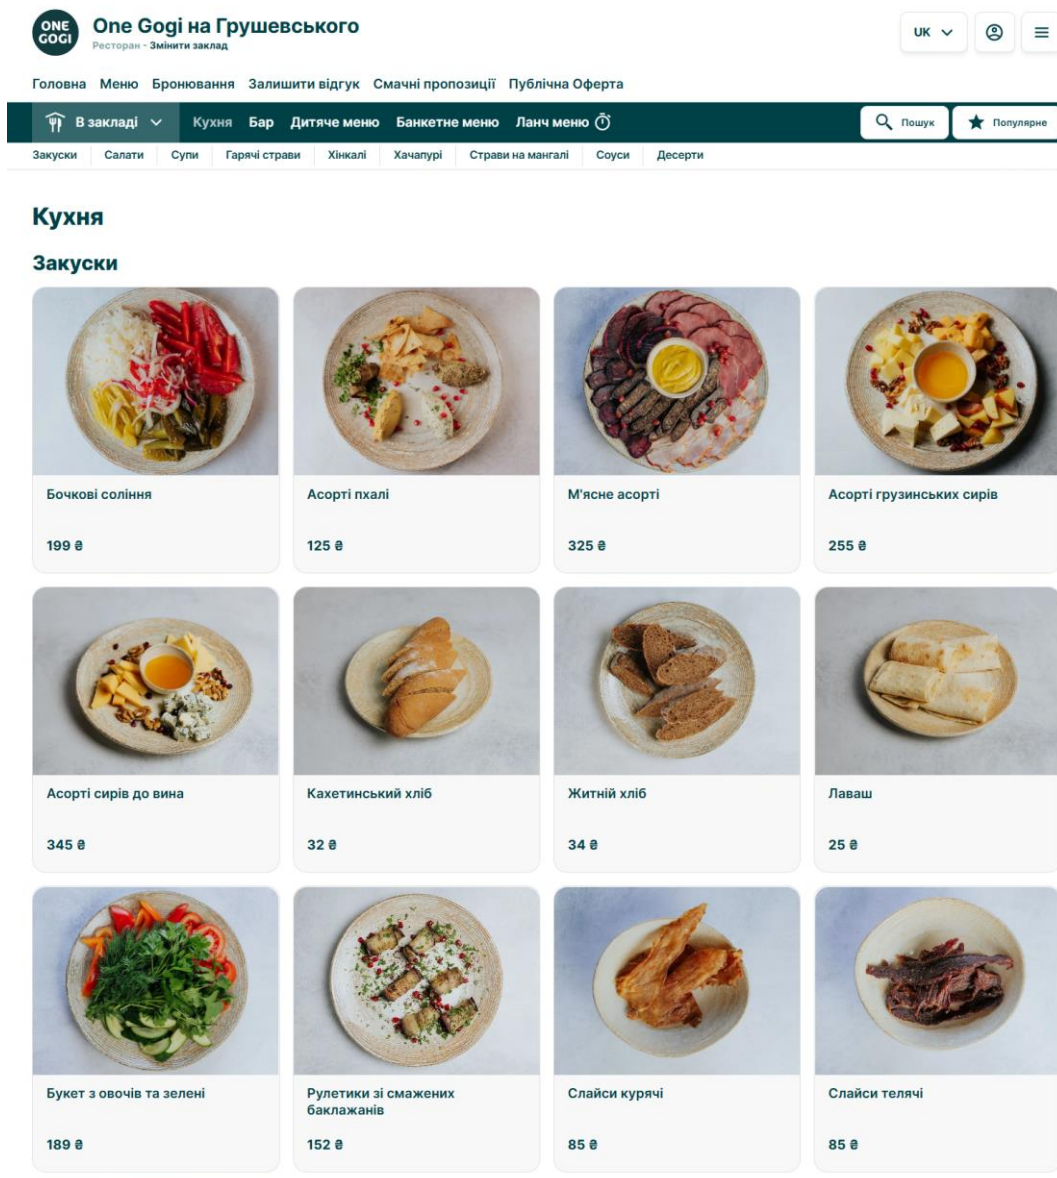 ONE
GOGI
One Gogi на Грушевського
Ресторан - Змінити заклад
UK
Головна Меню Бронювання Залишити відгук Смачні пропозиції Публічна Оферта
В закладі Кухня Бар Дитяче меню Банкетне меню Ланч меню Пошук Популярне
Закуски Салати Супи Гарячі страви Хінкалі Хачапурі Страви на мангалі Соуси Десерти
Кухня
Закуски
Бочкові соління
199 ₴
Асорті пхалі
125 ₴
М'ясне асорті
325 ₴
Асорті грузинських сирів
255 ₴
Асорті сирів до вина
345 ₴
Кахетинський хліб
32 ₴
Житній хліб
34 ₴
Лаваш
25 ₴
Букет з овочів та зелені
189 ₴
Рулетики зі смажених
баклажанів
152 ₴
Слайси курячі
85 ₴
Слайси телячі
85 ₴